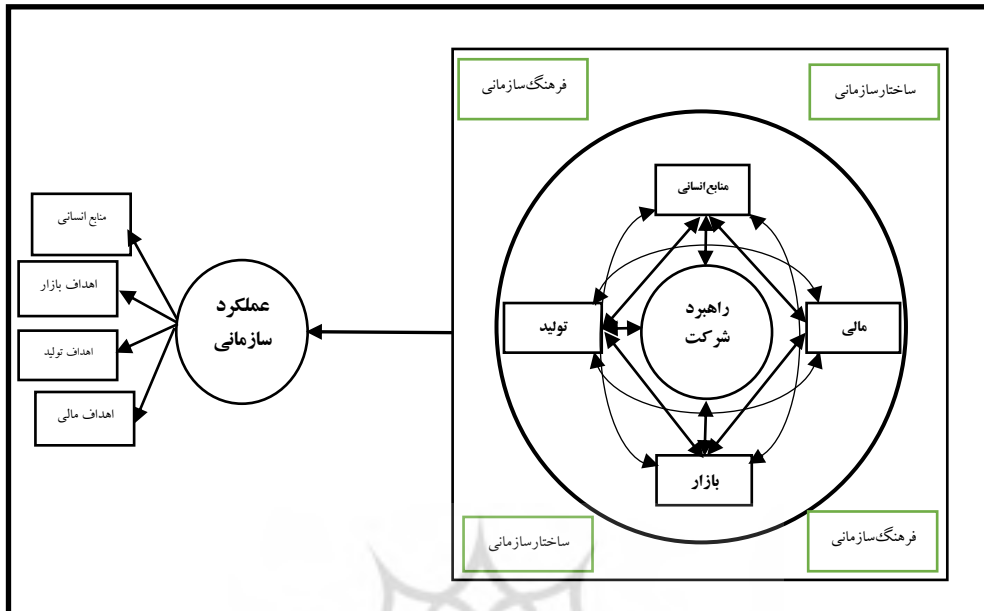 ساختارسازمانی
فرهنگ‌سازمانی
منابع‌انسانی
منابع انسانی
اهداف بازار
عملکرد
سازمانی
راهبرد
شرکت
مالی
تولید
اهداف تولید
اهداف مالی
بازار
فرهنگ‌سازمانی
ساختارسازمانی